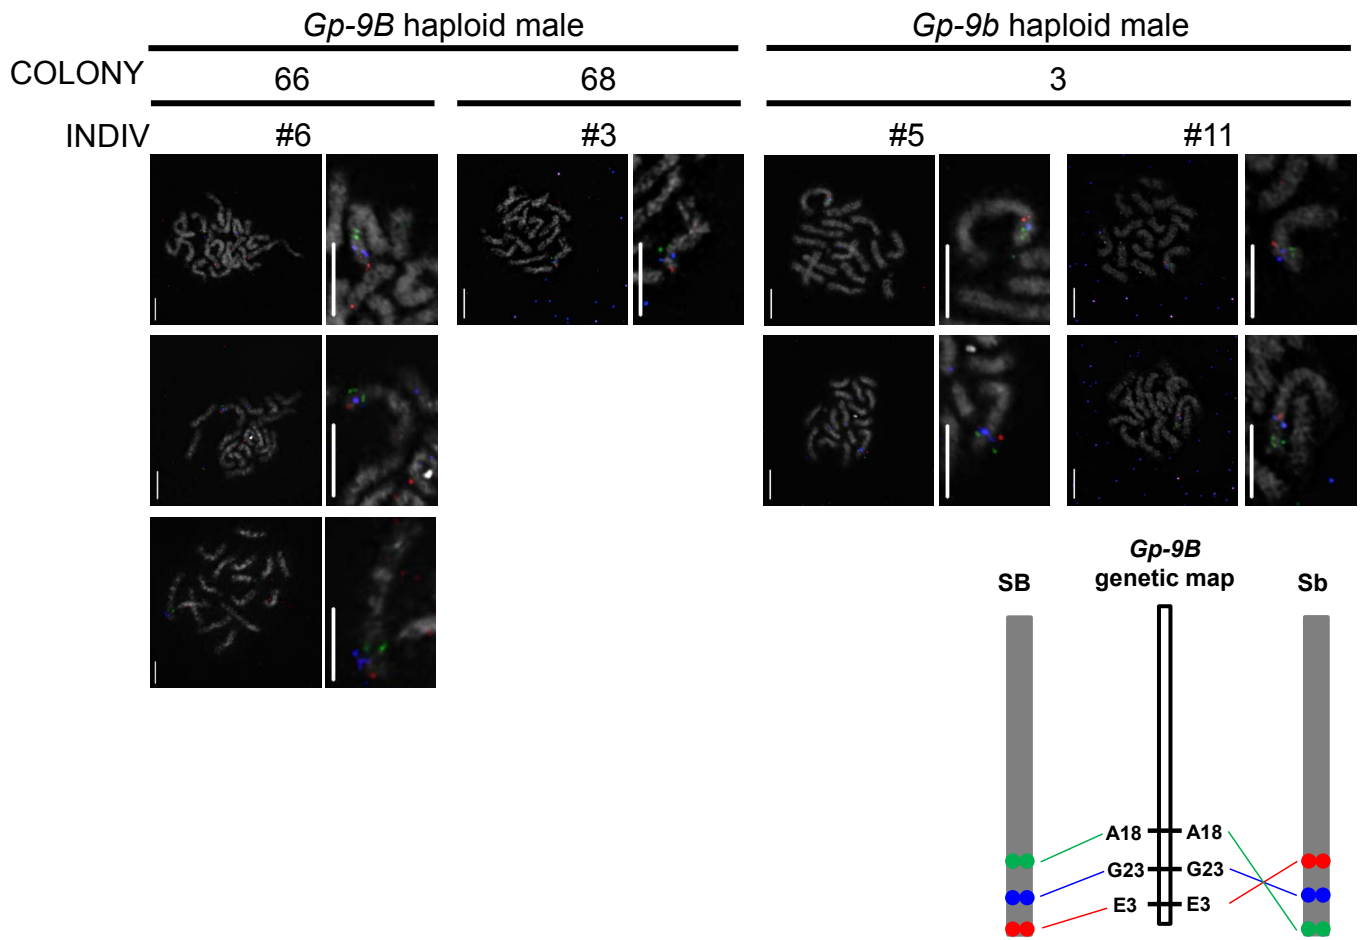 Gp-9B haploid male
Gp-9b haploid male
COLONY 66 68 3
INDIV #6 #3 #5 #11
Gp-9B
genetic map
SB
Sb
A18 A18
G23 G23
E3 E3